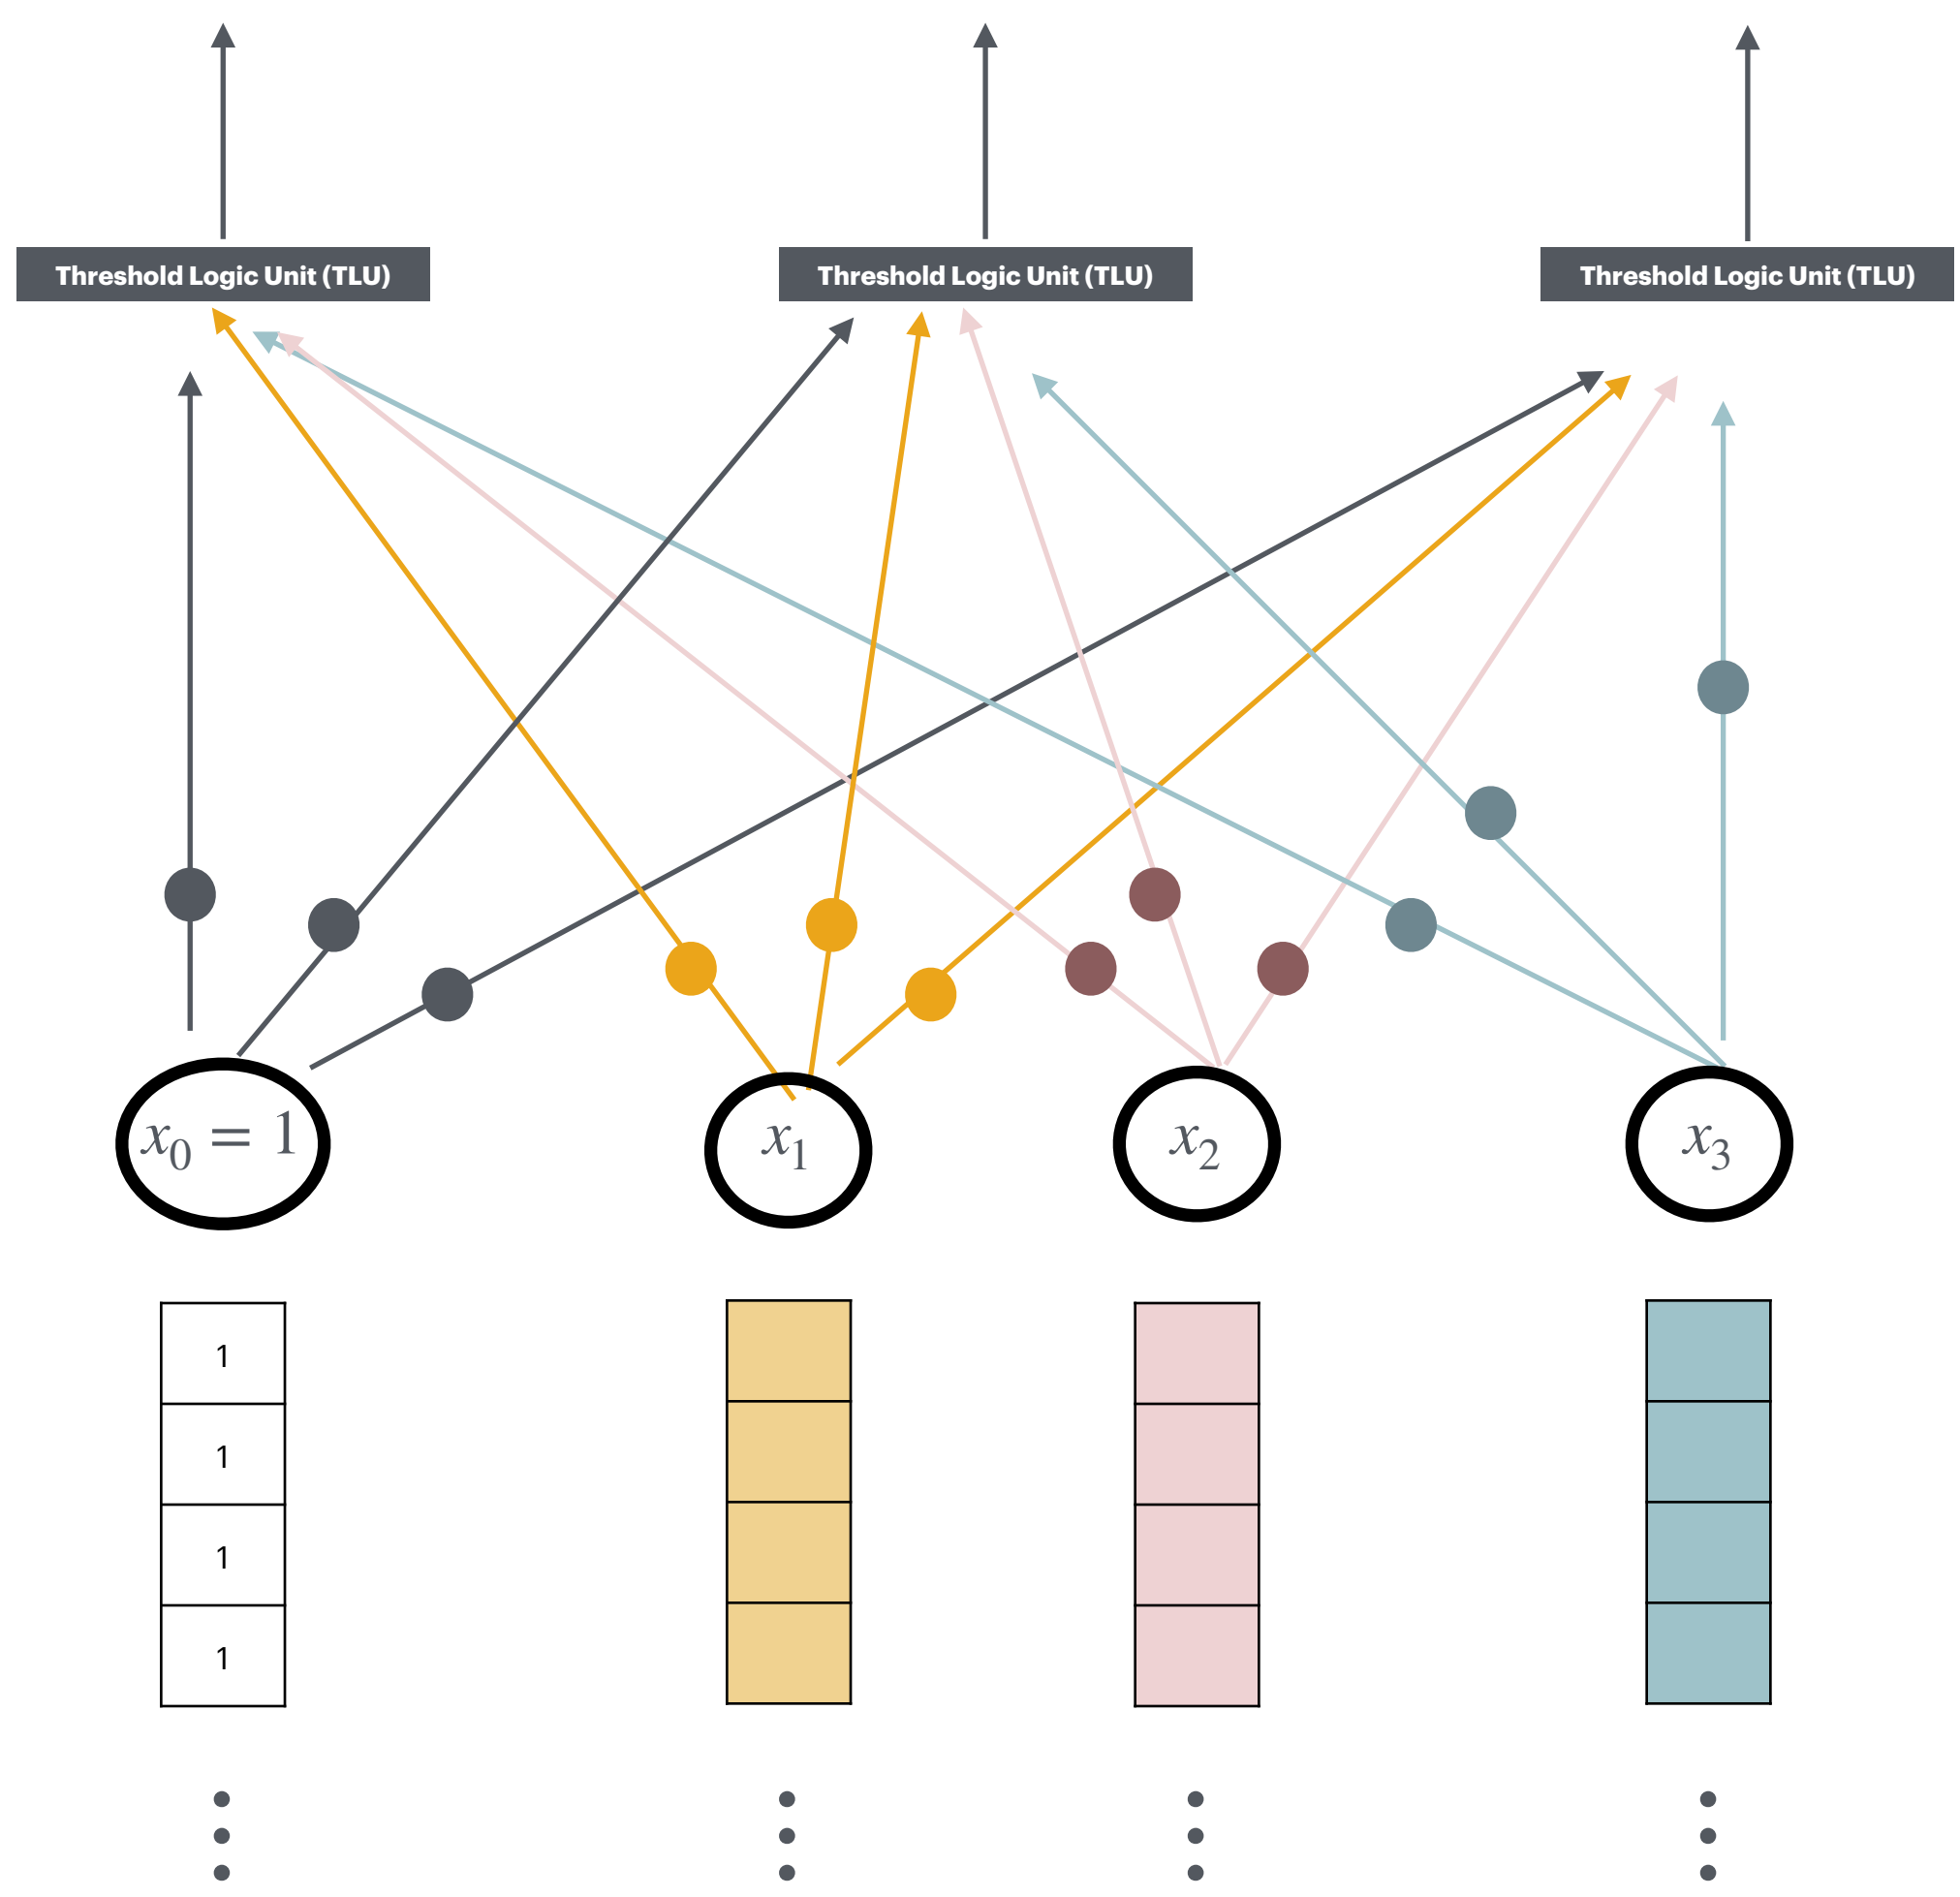 Threshold Logic Unit (TLU)
Threshold Logic Unit (TLU)
Threshold Logic Unit (TLU)
x₀ = 1
x₁
x₂
x₃
1
1
1
1